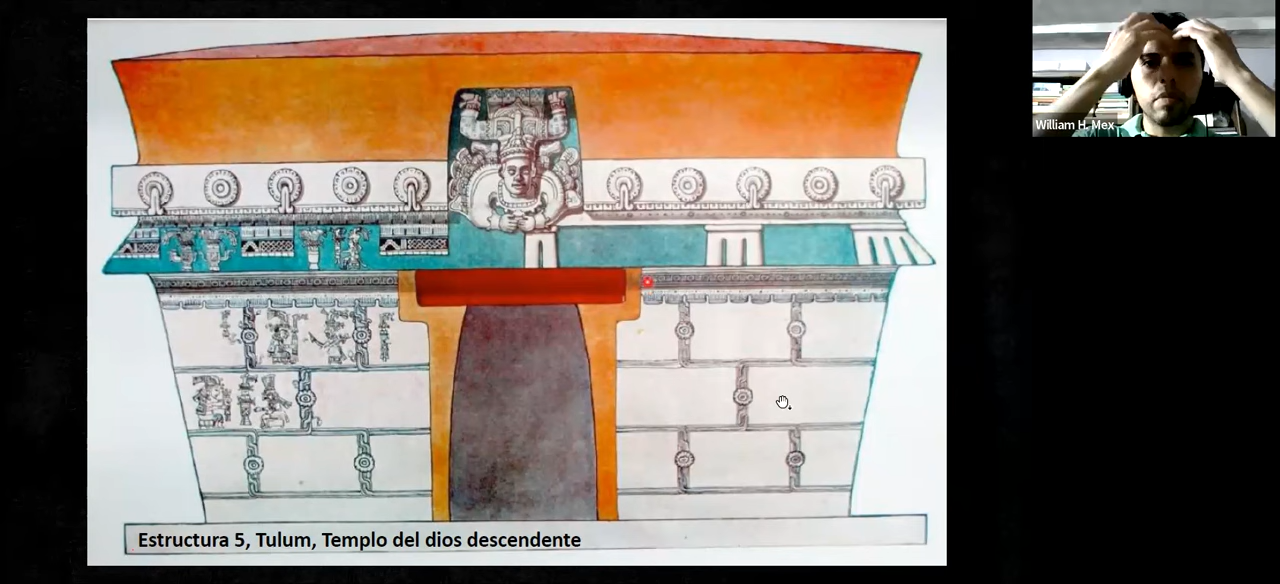 William H. Mex
Estructura 5, Tulum, Templo del dios descendente